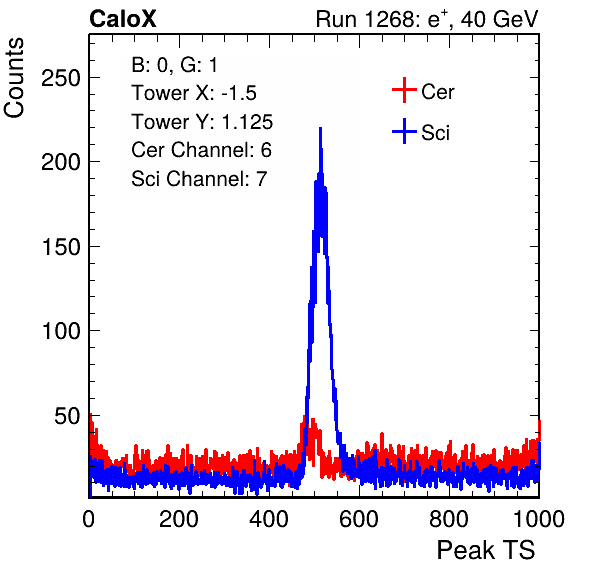 CaloX Run 1268: e+, 40 GeV
Counts
B: 0, G: 1
Tower X: -1.5
Tower Y: 1.125
Cer Channel: 6
Sci Channel: 7
Cer
Sci
250
200
150
100
50
0 200 400 600 800 1000
Peak TS